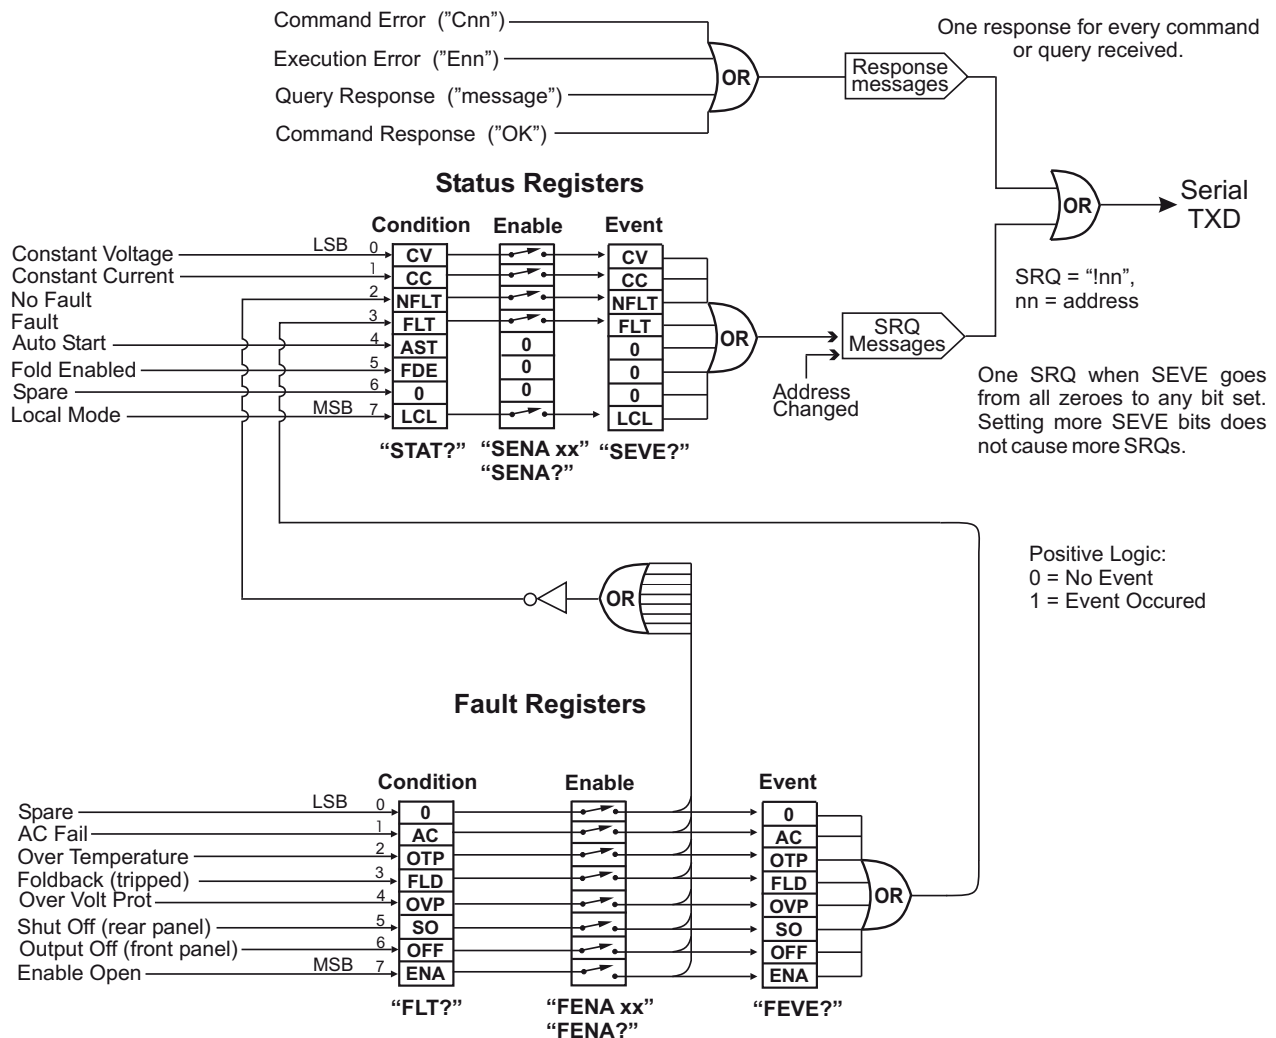 Command Error (”Cnn”)
Execution Error (”Enn”)
Query Response (”message”)
Command Response (”OK”)
OR
Response
messages
One response for every command
or query received.
OR
Serial
TXD
Status Registers
Condition
Enable
Event
Constant Voltage
LSB
0
CV
CV
Constant Current
1
CC
CC
No Fault
2
NFLT
NFLT
Fault
3
FLT
FLT
Auto Start
4
AST
0
0
Fold Enabled
5
FDE
0
0
Spare
6
0
0
0
Local Mode
MSB
7
LCL
LCL
“STAT?”
“SENA xx”
“SENA?”
“SEVE?”
OR
SRQ
Messages
Address
Changed
SRQ = “!nn”,
nn = address
One SRQ when SEVE goes
from all zeroes to any bit set.
Setting more SEVE bits does
not cause more SRQs.
OR
Positive Logic:
0 = No Event
1 = Event Occured
Fault Registers
Condition
Enable
Event
Spare
LSB
0
0
0
AC Fail
1
AC
AC
Over Temperature
2
OTP
OTP
Foldback (tripped)
3
FLD
FLD
Over Volt Prot
4
OVP
OVP
Shut Off (rear panel)
5
SO
SO
Output Off (front panel)
6
OFF
OFF
Enable Open
MSB
7
ENA
ENA
OR
“FLT?”
“FENA xx”
“FENA?”
“FEVE?”